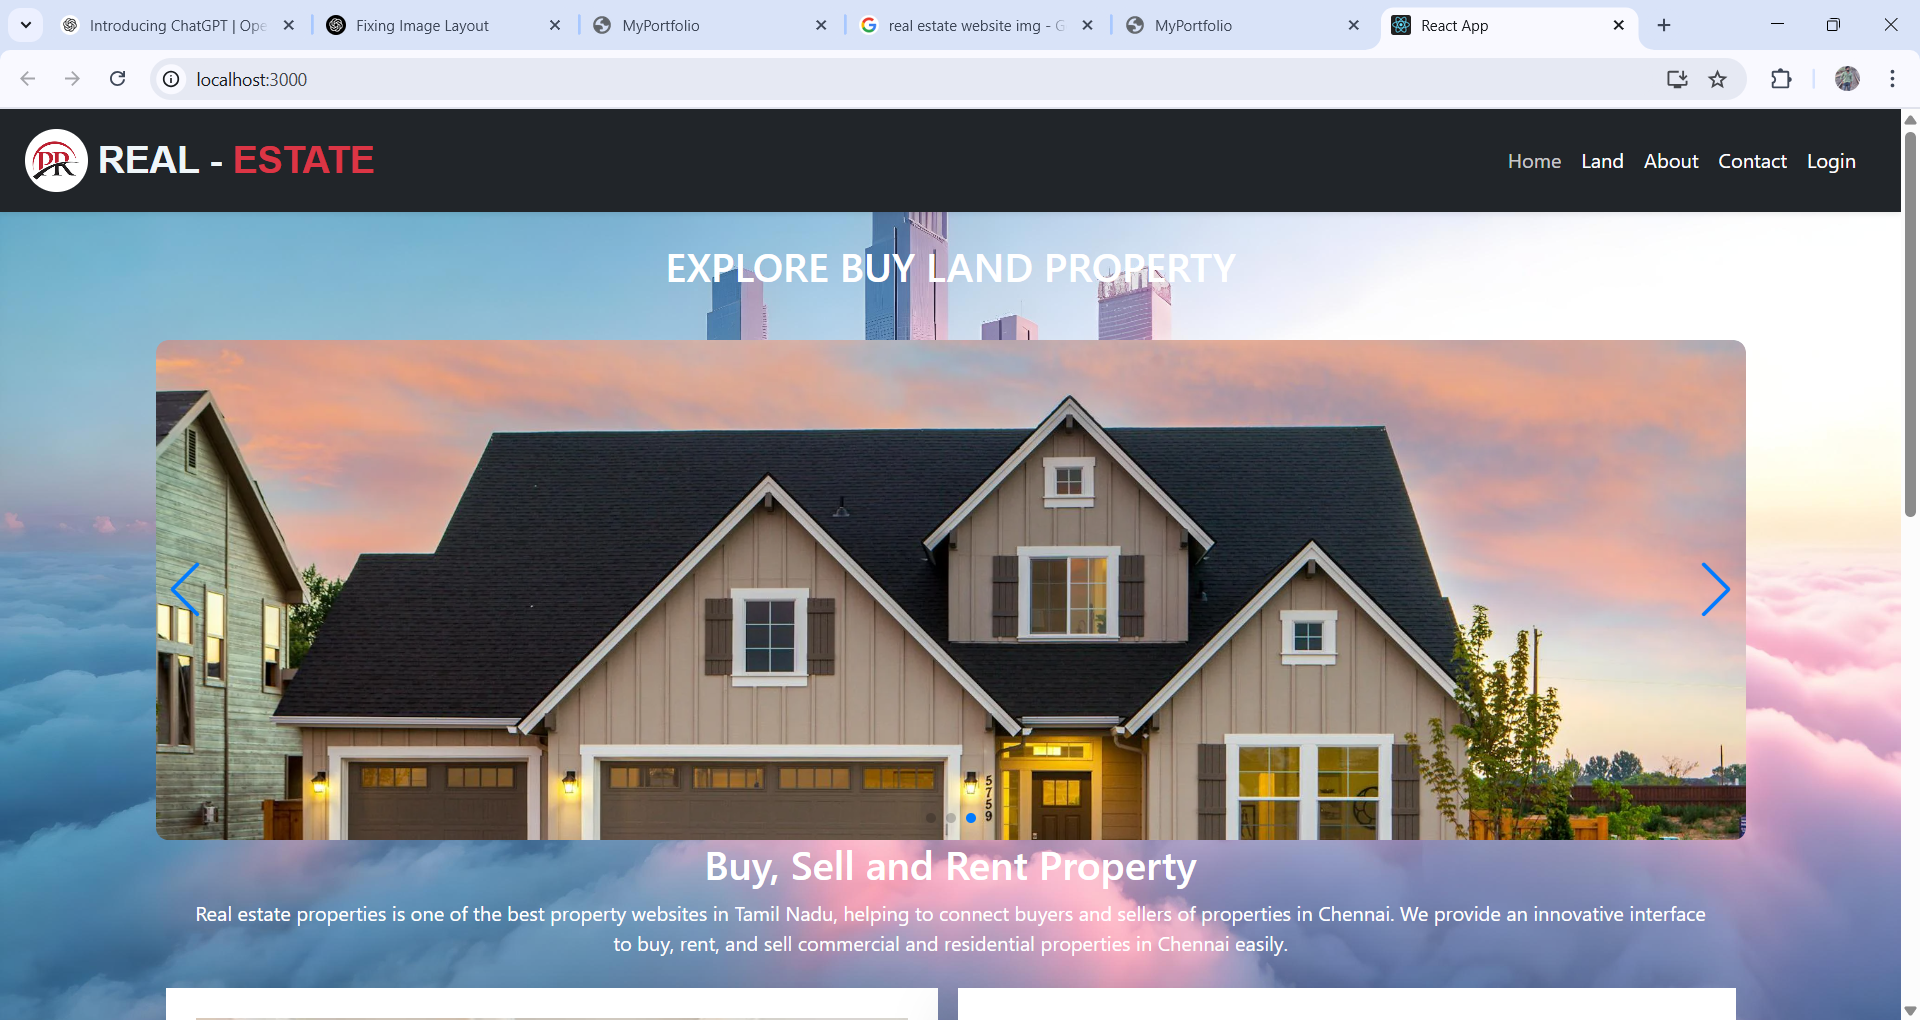 Introducing ChatGPT | Ope
Fixing Image Layout
MyPortfolio
real estate website img - G
MyPortfolio
React App
localhost:3000
PR REAL - ESTATE
Home Land About Contact Login
EXPLORE BUY LAND PROPERTY
5759
Buy, Sell and Rent Property
Real estate properties is one of the best property websites in Tamil Nadu, helping to connect buyers and sellers of properties in Chennai. We provide an innovative interface
to buy, rent, and sell commercial and residential properties in Chennai easily.